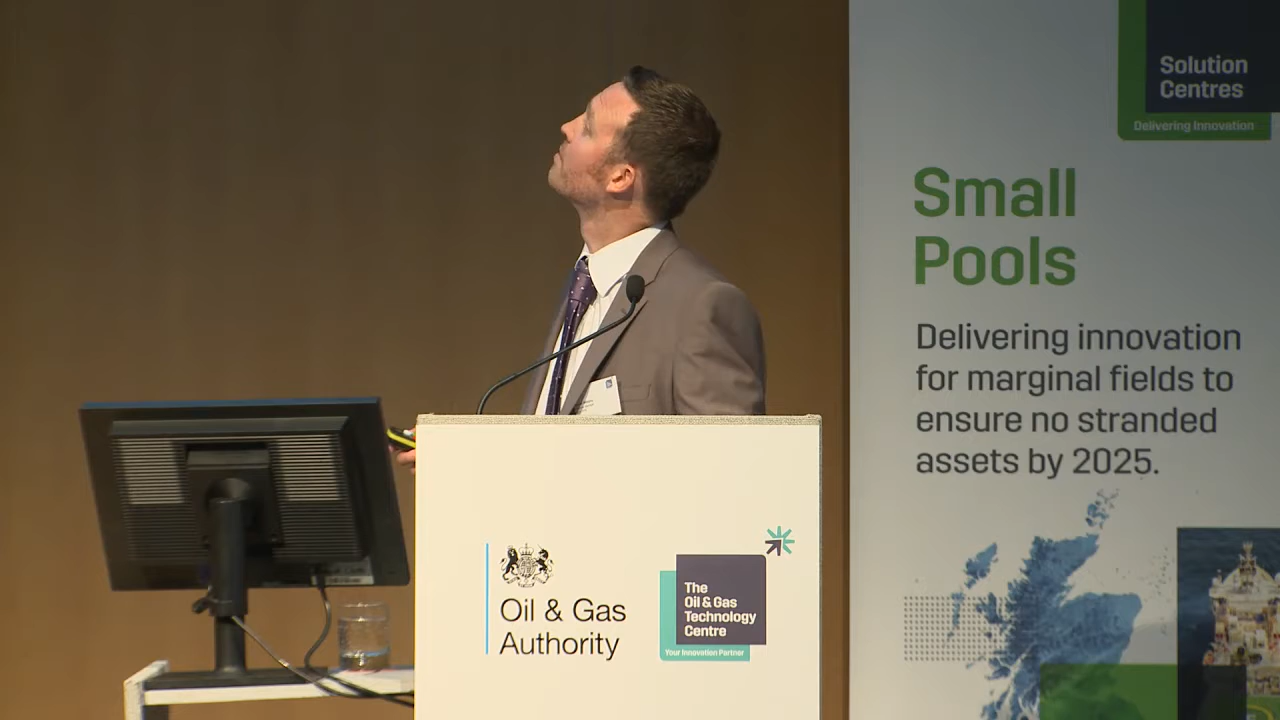 Solution
Centres
Delivering Innovation
Small
Pools
Delivering innovation
for marginal fields to
ensure no stranded
assets by 2025.
Oil & Gas
Authority
The
Oil & Gas
Technology
Centre
Your Innovation Partner